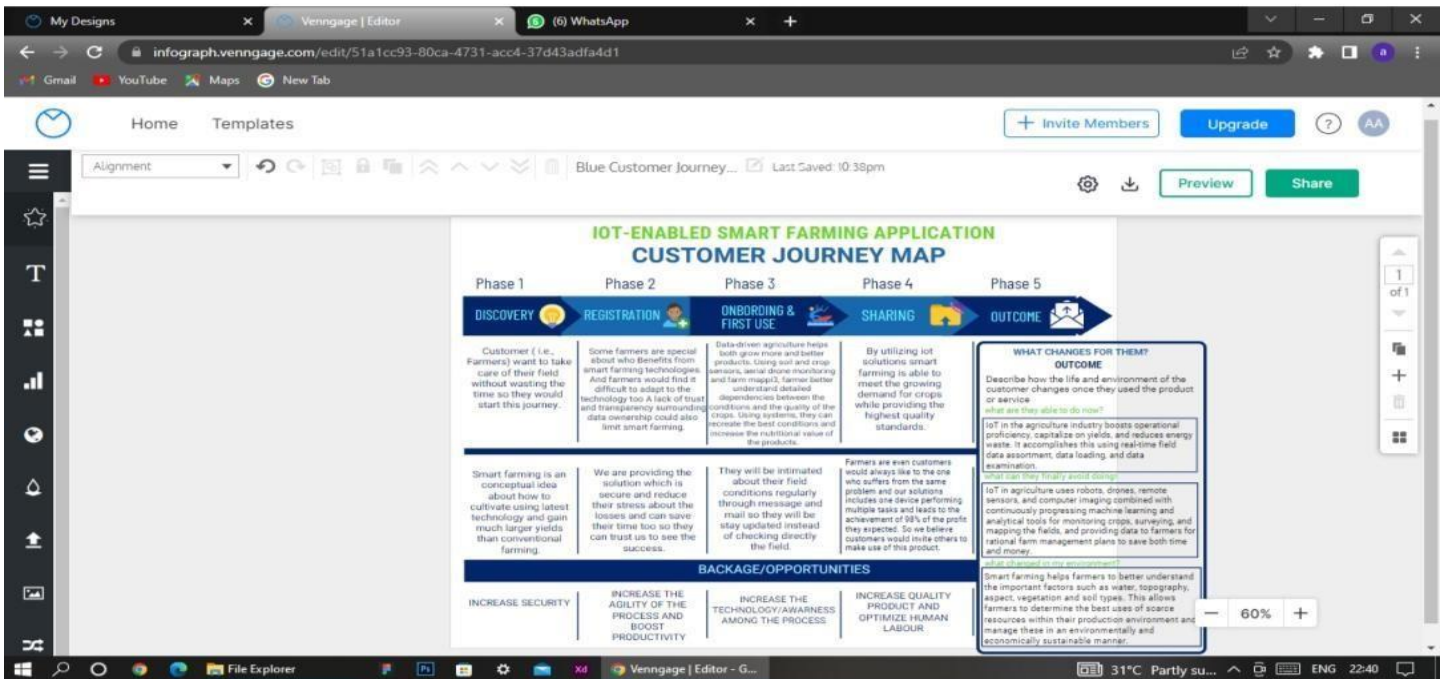 My Designs
Venngage | Editor
(6) WhatsApp
infograph.venngage.com/edit/51a1cc93-80ca-4731-acc4-37d43adfa4d1
Gmail YouTube Maps New Tab
Home Templates
Invite Members
Upgrade
AA
Alignment
Blue Customer Journey...
Last Saved: 10:38pm
Preview
Share
T
1
of 1
IOT-ENABLED SMART FARMING APPLICATION
CUSTOMER JOURNEY MAP
Phase 1
Phase 2
Phase 3
Phase 4
Phase 5
DISCOVERY
REGISTRATION
ONBORDING &
FIRST USE
SHARING
OUTCOME
Customer ( i.e.,
Farmers) want to take
care of their field
without wasting the
time so they would
start this journey.
Some farmers are special
about who Benefits from
smart farming technologies.
And farmers would find it
difficult to adapt to the
technology too A lack of trust
and transparency surrounding
data ownership could also
limit smart farming.
Data-driven agriculture helps
both grow more and better
products. Using soil and crop
sensors, aerial drone monitoring
and farm mappi3, farmer better
understand detailed
dependencies between the
conditions and the quality of the
crops. Using systems, they can
recreate the best conditions and
increase the nutritional value of
the products.
By utilizing iot
solutions smart
farming is able to
meet the growing
demand for crops
while providing the
highest quality
standards.
WHAT CHANGES FOR THEM?
OUTCOME
Describe how the life and environment of the
customer changes once they used the product
or service
what are they able to do now?
IoT in the agriculture industry boosts operational
proficiency, capitalize on yields, and reduces energy
waste. It accomplishes this using real-time field
data assortment, data loading, and data
examination.
what can they finally avoid doing?
IoT in agriculture uses robots, drones, remote
sensors, and computer imaging combined with
continuously progressing machine learning and
analytical tools for monitoring crops, surveying, and
mapping the fields, and providing data to farmers for
rational farm management plans to save both time
and money.
what changed in my environment?
Smart farming helps farmers to better understand
the important factors such as water, topography,
aspect, vegetation and soil types. This allows
farmers to determine the best uses of scarce
resources within their production environment and
manage these in an environmentally and
economically sustainable manner.
Smart farming is an
conceptual idea
about how to
cultivate using latest
technology and gain
much larger yields
than conventional
farming.
We are providing the
solution which is
secure and reduce
their stress about the
losses and can save
their time too so they
can trust us to see the
success.
They will be intimated
about their field
conditions regularly
through message and
mail so they will be
stay updated instead
of checking directly
the field.
Farmers are even customers
would always like to the one
who suffers from the same
problem and our solutions
includes one device performing
multiple tasks and leads to the
achievement of 98% of the profit
they expected. So we believe
customers would invite others to
make use of this product.
BACKAGE/OPPORTUNITIES
INCREASE SECURITY
INCREASE THE
AGILITY OF THE
PROCESS AND
BOOST
PRODUCTIVITY
INCREASE THE
TECHNOLOGY/AWARNESS
AMONG THE PROCESS
INCREASE QUALITY
PRODUCT AND
OPTIMIZE HUMAN
LABOUR
60%
File Explorer
Ps
Xd
Venngage | Editor - G...
31°C Partly su...
ENG
22:40